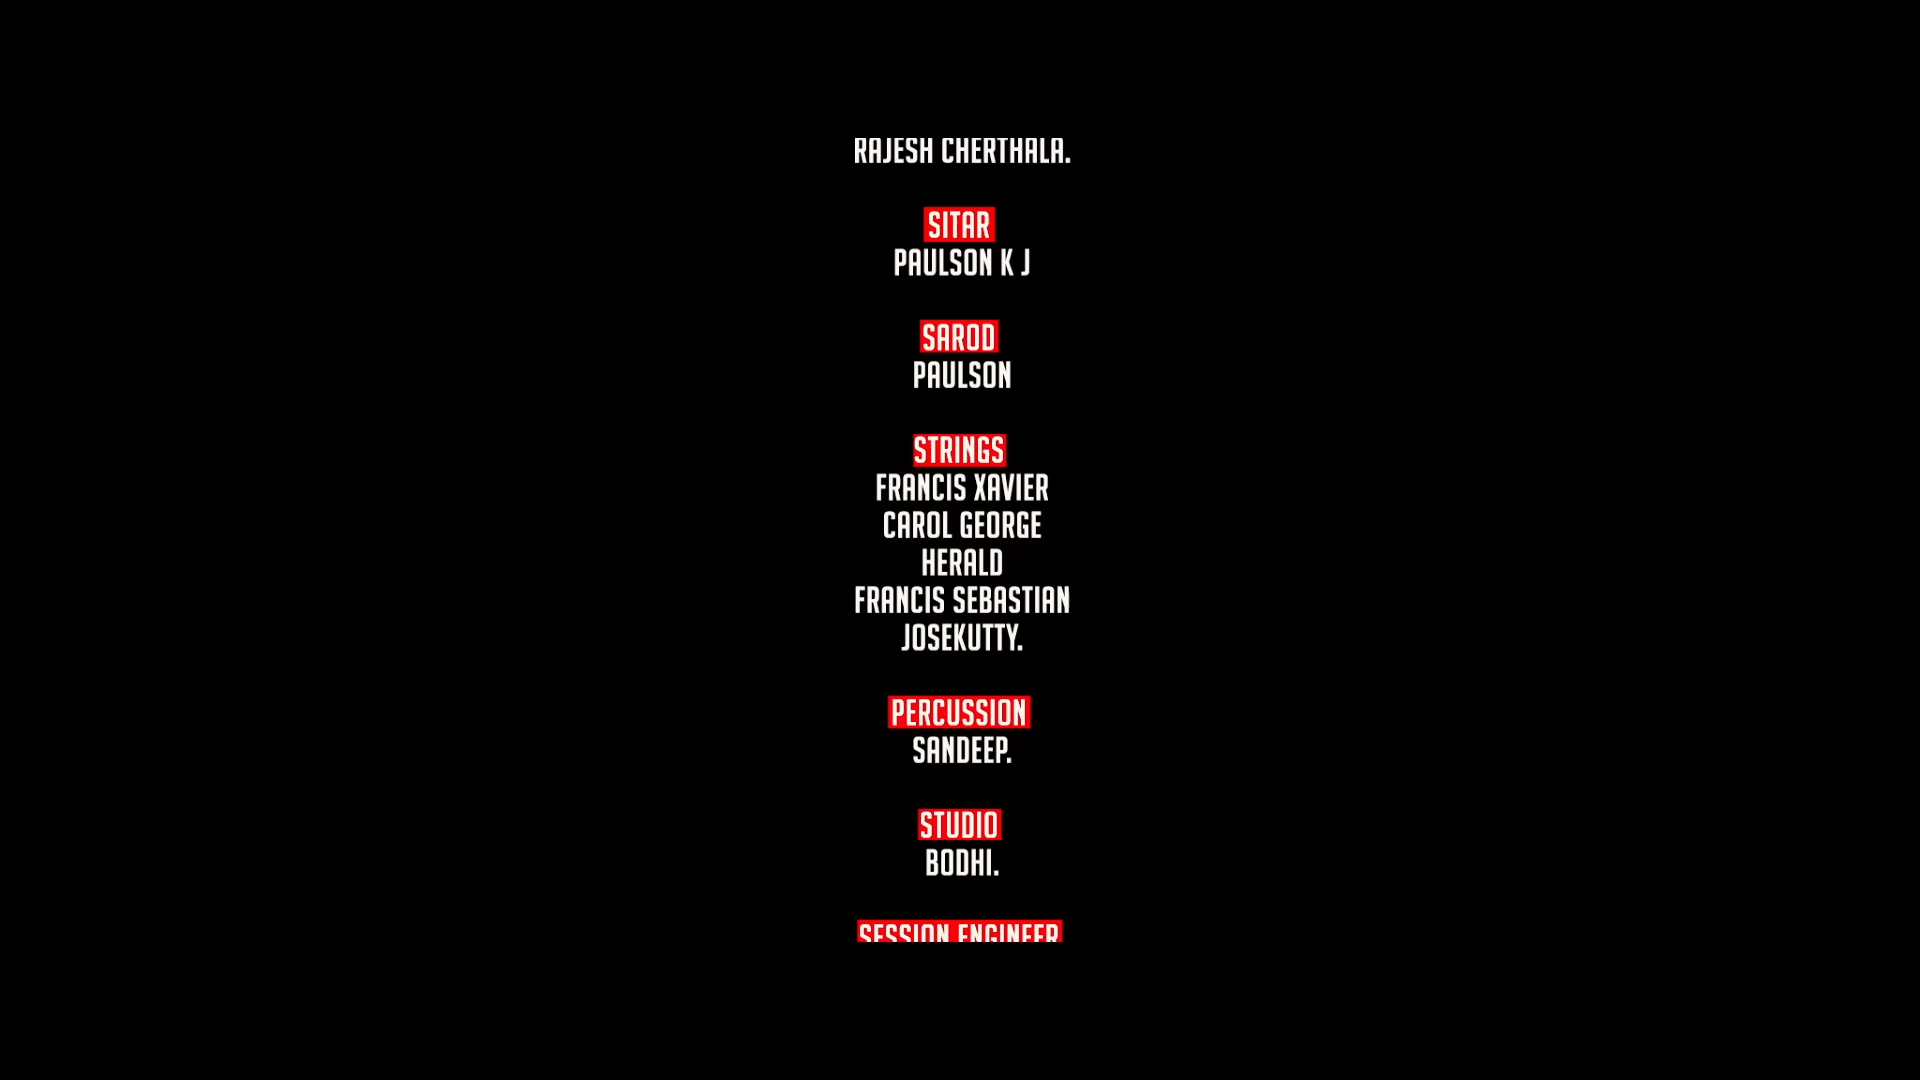 RAJESH CHERTHALA.
SITAR
PAULSON K J
SAROD
PAULSON
STRINGS
FRANCIS XAVIER
CAROL GEORGE
HERALD
FRANCIS SEBASTIAN
JOSEKUTTY.
PERCUSSION
SANDEEP.
STUDIO
BODHI.
SESSION ENGINEER